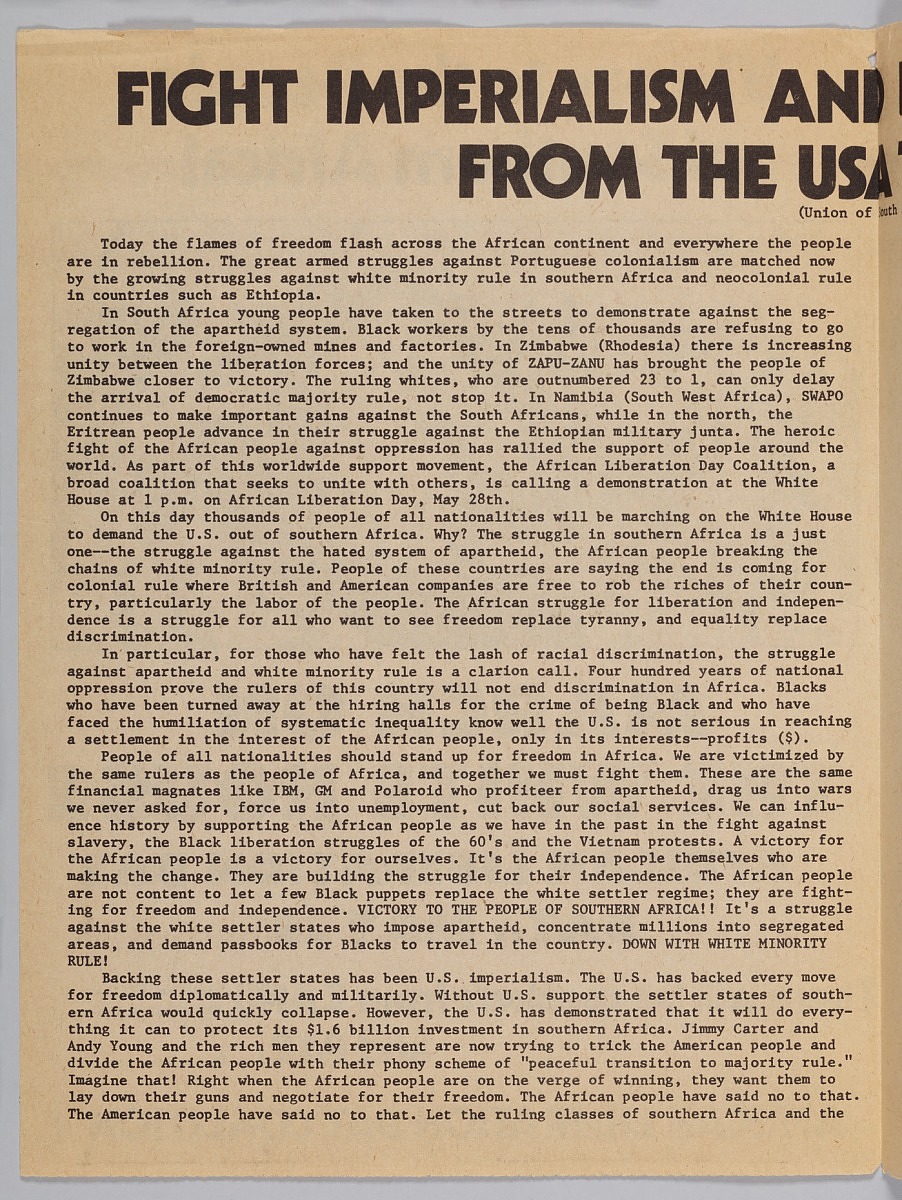 FIGHT IMPERIALISM AND
FROM THE USA
(Union of South
Today the flames of freedom flash across the African continent and everywhere the people
are in rebellion. The great armed struggles against Portuguese colonialism are matched now
by the growing struggles against white minority rule in southern Africa and neocolonial rule
in countries such as Ethiopia.
In South Africa young people have taken to the streets to demonstrate against the seg-
regation of the apartheid system. Black workers by the tens of thousands are refusing to go
to work in the foreign-owned mines and factories. In Zimbabwe (Rhodesia) there is increasing
unity between the liberation forces; and the unity of ZAPU-ZANU has brought the people of
Zimbabwe closer to victory. The ruling whites, who are outnumbered 23 to 1, can only delay
the arrival of democratic majority rule, not stop it. In Namibia (South West Africa), SWAPO
continues to make important gains against the South Africans, while in the north, the
Eritrean people advance in their struggle against the Ethiopian military junta. The heroic
fight of the African people against oppression has rallied the support of people around the
world. As part of this worldwide support movement, the African Liberation Day Coalition, a
broad coalition that seeks to unite with others, is calling a demonstration at the White
House at 1 p.m. on African Liberation Day, May 28th.
On this day thousands of people of all nationalities will be marching on the White House
to demand the U.S. out of southern Africa. Why? The struggle in southern Africa is a just
one--the struggle against the hated system of apartheid, the African people breaking the
chains of white minority rule. People of these countries are saying the end is coming for
colonial rule where British and American companies are free to rob the riches of their coun-
try, particularly the labor of the people. The African struggle for liberation and indepen-
dence is a struggle for all who want to see freedom replace tyranny, and equality replace
discrimination.
In particular, for those who have felt the lash of racial discrimination, the struggle
against apartheid and white minority rule is a clarion call. Four hundred years of national
oppression prove the rulers of this country will not end discrimination in Africa. Blacks
who have been turned away at the hiring halls for the crime of being Black and who have
faced the humiliation of systematic inequality know well the U.S. is not serious in reaching
a settlement in the interest of the African people, only in its interests--profits ($).
People of all nationalities should stand up for freedom in Africa. We are victimized by
the same rulers as the people of Africa, and together we must fight them. These are the same
financial magnates like IBM, GM and Polaroid who profiteer from apartheid, drag us into wars
we never asked for, force us into unemployment, cut back our social services. We can influ-
ence history by supporting the African people as we have in the past in the fight against
slavery, the Black liberation struggles of the 60's and the Vietnam protests. A victory for
the African people is a victory for ourselves. It's the African people themselves who are
making the change. They are building the struggle for their independence. The African people
are not content to let a few Black puppets replace the white settler regime; they are fight-
ing for freedom and independence. VICTORY TO THE PEOPLE OF SOUTHERN AFRICA!! It's a struggle
against the white settler states who impose apartheid, concentrate millions into segregated
areas, and demand passbooks for Blacks to travel in the country. DOWN WITH WHITE MINORITY
RULE!
Backing these settler states has been U.S. imperialism. The U.S. has backed every move
for freedom diplomatically and militarily. Without U.S. support the settler states of south-
ern Africa would quickly collapse. However, the U.S. has demonstrated that it will do every-
thing it can to protect its $1.6 billion investment in southern Africa. Jimmy Carter and
Andy Young and the rich men they represent are now trying to trick the American people and
divide the African people with their phony scheme of "peaceful transition to majority rule."
Imagine that! Right when the African people are on the verge of winning, they want them to
lay down their guns and negotiate for their freedom. The African people have said no to that.
The American people have said no to that. Let the ruling classes of southern Africa and the